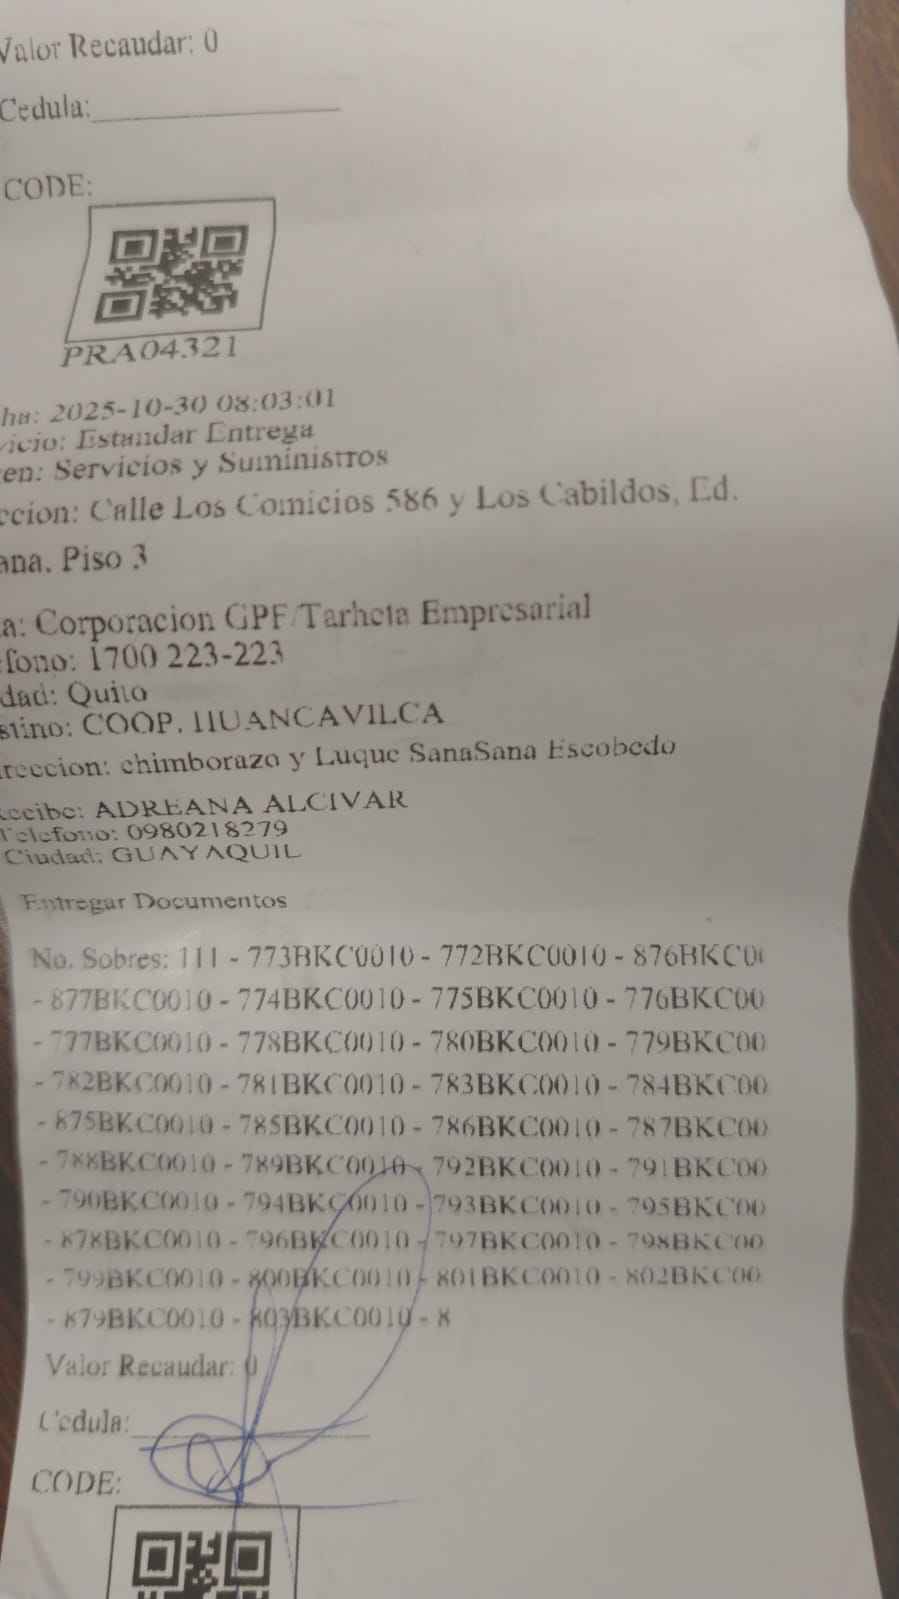 Valor Recaudar: 0
Cedula:
CODE:
PRA04321
ha: 2025-10-30 08:03:01
vicio: Estandar Entrega
en: Servicios y Suministros
ccion: Calle Los Comicios 586 y Los Cabildos, Ed.
ana. Piso 3
a: Corporacion GPF/Tarheta Empresarial
fono: 1700 223-223
dad: Quito
stino: COOP. HUANCAVILCA
ireccion: chimborazo y Luque SanaSana Escobedo
ecibe: ADREANA ALCIVAR
Telefono: 0980218279
Ciudad: GUAYAQUIL
Entregar Documentos
No. Sobres: 111 - 773BKC0010 - 772BKC0010 - 876BKC00
- 877BKC0010 - 774BKC0010 - 775BKC0010 - 776BKC00
- 777BKC0010 - 778BKC0010 - 780BKC0010 - 779BKC00
- 782BKC0010 - 781BKC0010 - 783BKC0010 - 784BKC00
- 875BKC0010 - 785BKC0010 - 786BKC0010 - 787BKC00
- 788BKC0010 - 789BKC0010 - 792BKC0010 - 791BKC00
- 790BKC0010 - 794BKC0010 - 793BKC0010 - 795BKC00
- 878BKC0010 - 796BKC0010 - 797BKC0010 - 798BKC00
- 799BKC0010 - 800BKC0010 - 801BKC0010 - 802BKC00
- 879BKC0010 - 803BKC0010 - 8
Valor Recaudar: 0
Cedula:
CODE: